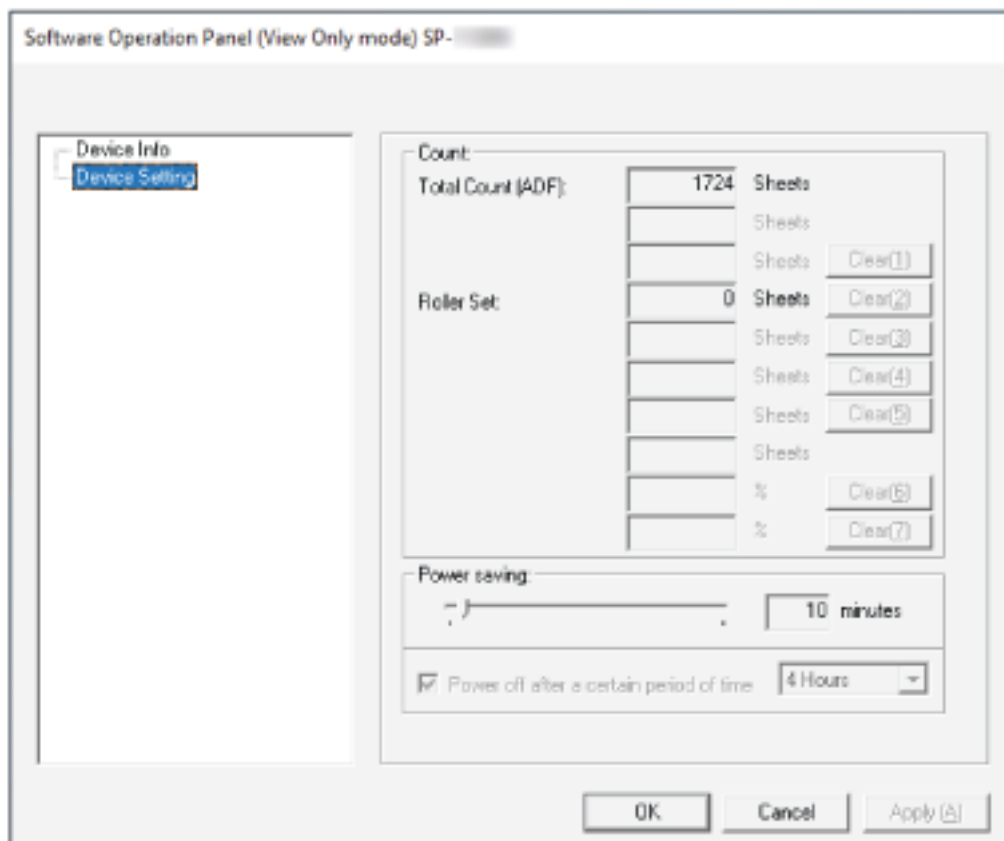 Software Operation Panel (View Only mode) SP-
Device Info
Device Setting
Count:
Total Count (ADF): 1724 Sheets
Sheets
Sheets Clear(1)
Roller Set: 0 Sheets Clear(2)
Sheets Clear(3)
Sheets Clear(4)
Sheets Clear(5)
Sheets
% Clear(6)
% Clear(7)
Power saving:
10 minutes
Power off after a certain period of time 4 Hours
OK Cancel Apply (A)